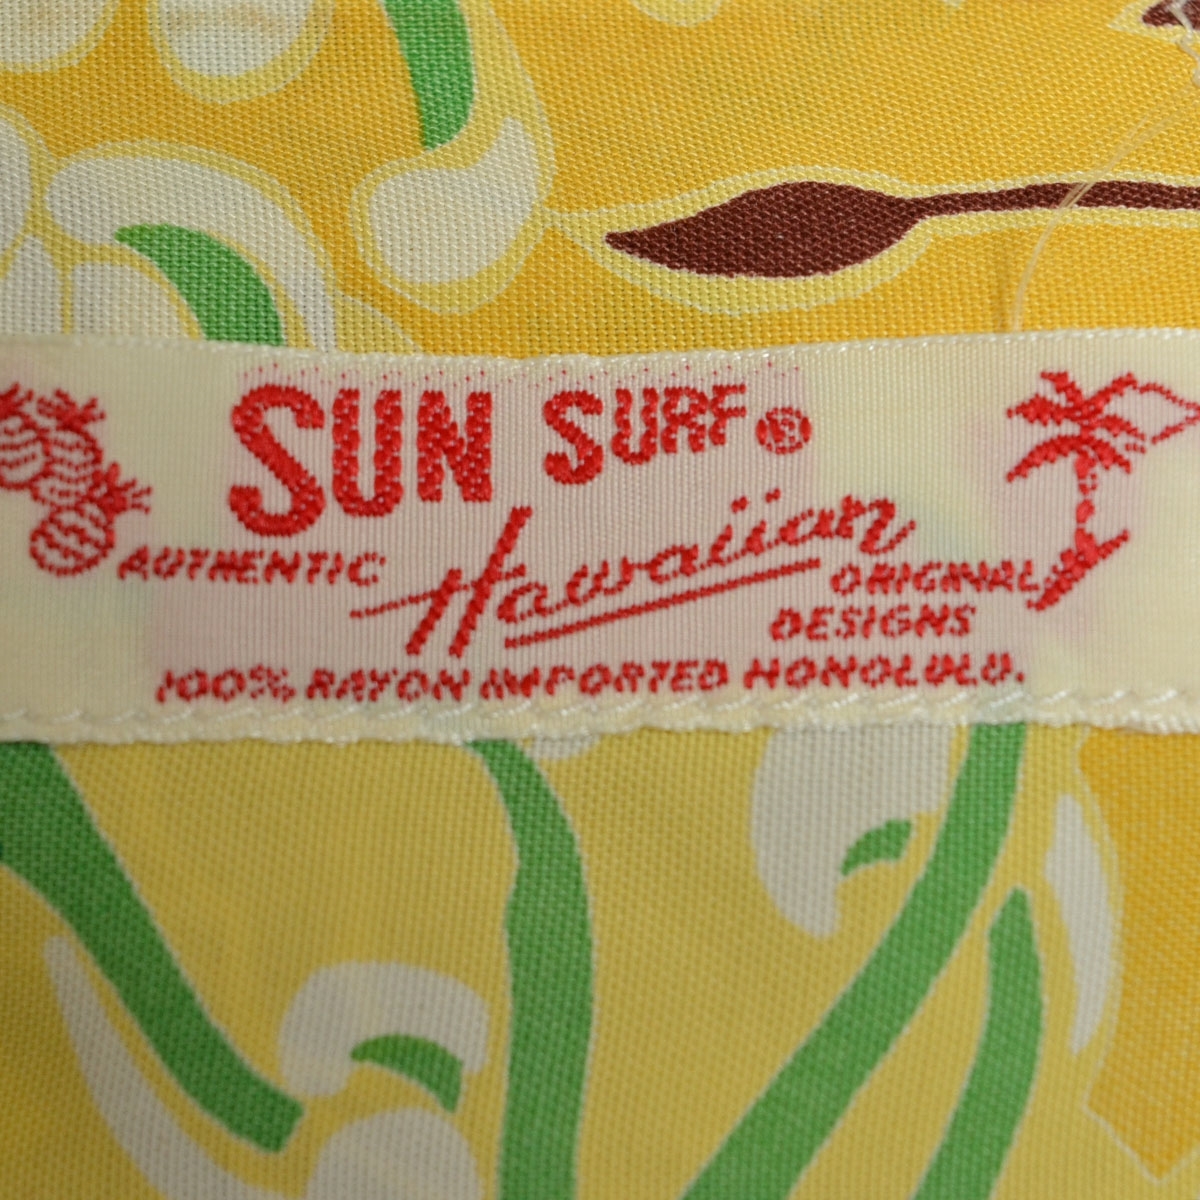 SUN SURF®
AUTHENTIC Hawaiian ORIGINAL
DESIGNS
100% RAYON IMPORTED HONOLULU.